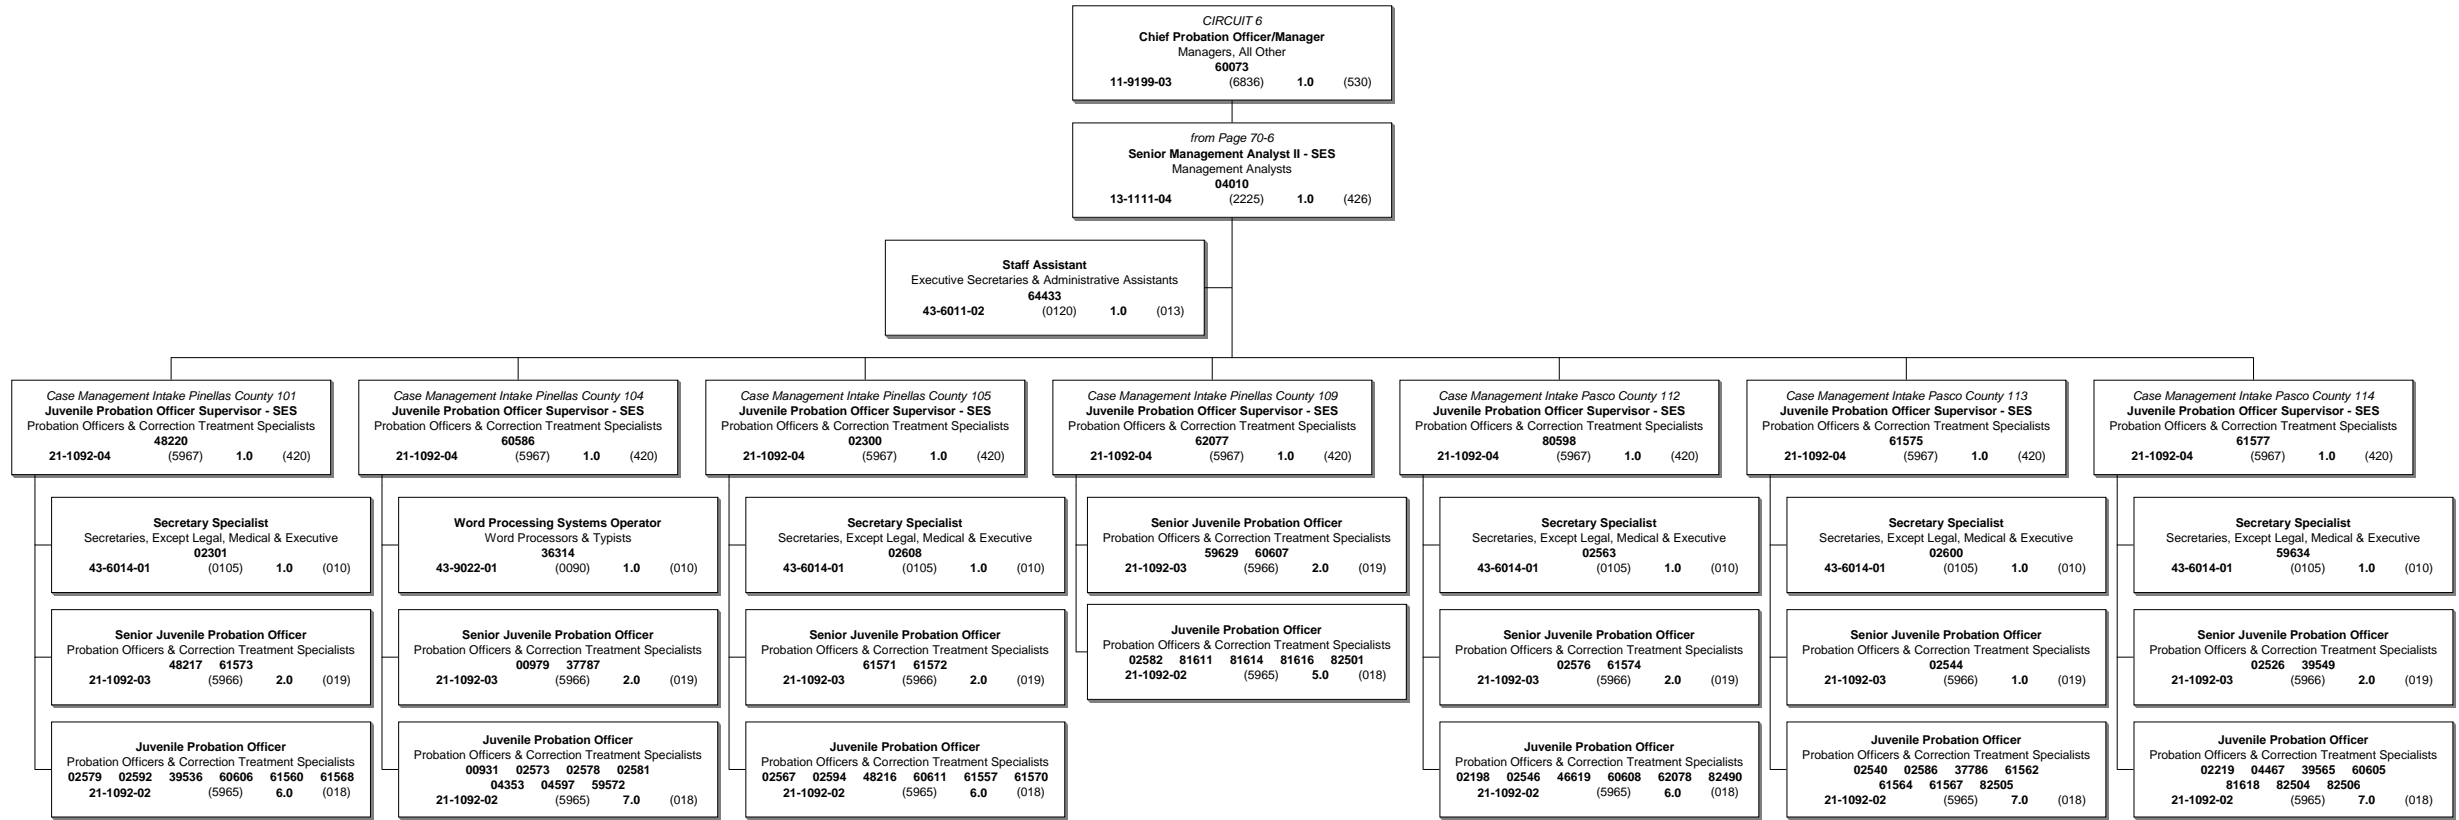 CIRCUIT 6
Chief Probation Officer/Manager
Managers, All Other
60073
11-9199-03 (6836) 1.0 (530)
from Page 70-6
Senior Management Analyst II - SES
Management Analysts
04010
13-1111-04 (2225) 1.0 (426)
Staff Assistant
Executive Secretaries & Administrative Assistants
64433
43-6011-02 (0120) 1.0 (013)
Case Management Intake Pinellas County 101
Juvenile Probation Officer Supervisor - SES
Probation Officers & Correction Treatment Specialists
48220
21-1092-04 (5967) 1.0 (420)
Secretary Specialist
Secretaries, Except Legal, Medical & Executive
02301
43-6014-01 (0105) 1.0 (010)
Senior Juvenile Probation Officer
Probation Officers & Correction Treatment Specialists
48217 61573
21-1092-03 (5966) 2.0 (019)
Juvenile Probation Officer
Probation Officers & Correction Treatment Specialists
02579 02592 39536 60606 61560 61568
21-1092-02 (5965) 6.0 (018)
Case Management Intake Pinellas County 104
Juvenile Probation Officer Supervisor - SES
Probation Officers & Correction Treatment Specialists
60586
21-1092-04 (5967) 1.0 (420)
Word Processing Systems Operator
Word Processors & Typists
36314
43-9022-01 (0090) 1.0 (010)
Senior Juvenile Probation Officer
Probation Officers & Correction Treatment Specialists
00979 37787
21-1092-03 (5966) 2.0 (019)
Juvenile Probation Officer
Probation Officers & Correction Treatment Specialists
00931 02573 02578 02581
04353 04597 59572
21-1092-02 (5965) 7.0 (018)
Case Management Intake Pinellas County 105
Juvenile Probation Officer Supervisor - SES
Probation Officers & Correction Treatment Specialists
02300
21-1092-04 (5967) 1.0 (420)
Secretary Specialist
Secretaries, Except Legal, Medical & Executive
02608
43-6014-01 (0105) 1.0 (010)
Senior Juvenile Probation Officer
Probation Officers & Correction Treatment Specialists
61571 61572
21-1092-03 (5966) 2.0 (019)
Juvenile Probation Officer
Probation Officers & Correction Treatment Specialists
02567 02594 48216 60611 61557 61570
21-1092-02 (5965) 6.0 (018)
Case Management Intake Pinellas County 109
Juvenile Probation Officer Supervisor - SES
Probation Officers & Correction Treatment Specialists
62077
21-1092-04 (5967) 1.0 (420)
Senior Juvenile Probation Officer
Probation Officers & Correction Treatment Specialists
59629 60607
21-1092-03 (5966) 2.0 (019)
Juvenile Probation Officer
Probation Officers & Correction Treatment Specialists
02582 81611 81614 81616 82501
21-1092-02 (5965) 5.0 (018)
Case Management Intake Pasco County 112
Juvenile Probation Officer Supervisor - SES
Probation Officers & Correction Treatment Specialists
80598
21-1092-04 (5967) 1.0 (420)
Secretary Specialist
Secretaries, Except Legal, Medical & Executive
02563
43-6014-01 (0105) 1.0 (010)
Senior Juvenile Probation Officer
Probation Officers & Correction Treatment Specialists
02576 61574
21-1092-03 (5966) 2.0 (019)
Juvenile Probation Officer
Probation Officers & Correction Treatment Specialists
02198 02546 46619 60608 62078 82490
21-1092-02 (5965) 6.0 (018)
Case Management Intake Pasco County 113
Juvenile Probation Officer Supervisor - SES
Probation Officers & Correction Treatment Specialists
61575
21-1092-04 (5967) 1.0 (420)
Secretary Specialist
Secretaries, Except Legal, Medical & Executive
02600
43-6014-01 (0105) 1.0 (010)
Senior Juvenile Probation Officer
Probation Officers & Correction Treatment Specialists
02544
21-1092-03 (5966) 1.0 (019)
Juvenile Probation Officer
Probation Officers & Correction Treatment Specialists
02540 02586 37786 61562
61564 61567 82505
21-1092-02 (5965) 7.0 (018)
Case Management Intake Pasco County 114
Juvenile Probation Officer Supervisor - SES
Probation Officers & Correction Treatment Specialists
61577
21-1092-04 (5967) 1.0 (420)
Secretary Specialist
Secretaries, Except Legal, Medical & Executive
59634
43-6014-01 (0105) 1.0 (010)
Senior Juvenile Probation Officer
Probation Officers & Correction Treatment Specialists
02526 39549
21-1092-03 (5966) 2.0 (019)
Juvenile Probation Officer
Probation Officers & Correction Treatment Specialists
02219 04467 39565 60605
81618 82504 82506
21-1092-02 (5965) 7.0 (018)